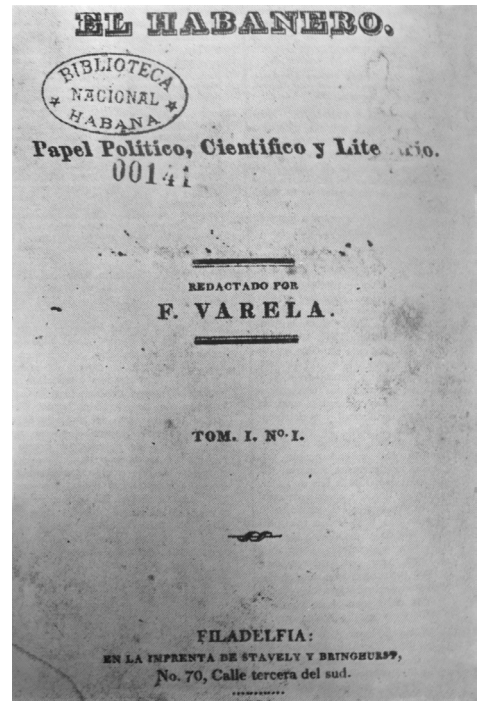 EL HABANERO.
BIBLIOTECA
NACIONAL
HABANA
Papel Politico, Cientifico y
00141
REDACTADO POR
F. VARELA.
TOM. I. Nº. I.
FILADELFIA:
EN LA IMPRENTA DE STAVELY Y BRINGHURST,
No. 70, Calle tercera del sud.